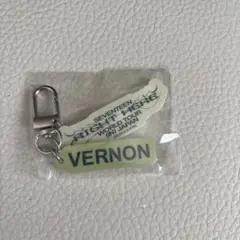 SEVENTEEN
RIGHT HERE
WORLD TOUR
IN JAPAN
VERNON